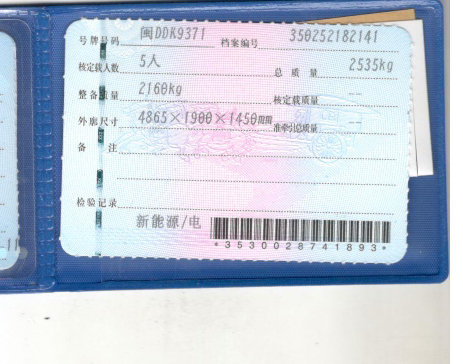 号牌号码 闽DDK9371 档案编号 350252182141
核定载人数 5人 总质量 2535kg
整备质量 2160kg 核定载质量 --
外廓尺寸 4865×1900×1450mm 准牵引总质量 --
备注
检验记录
新能源/电
*3530028741893*